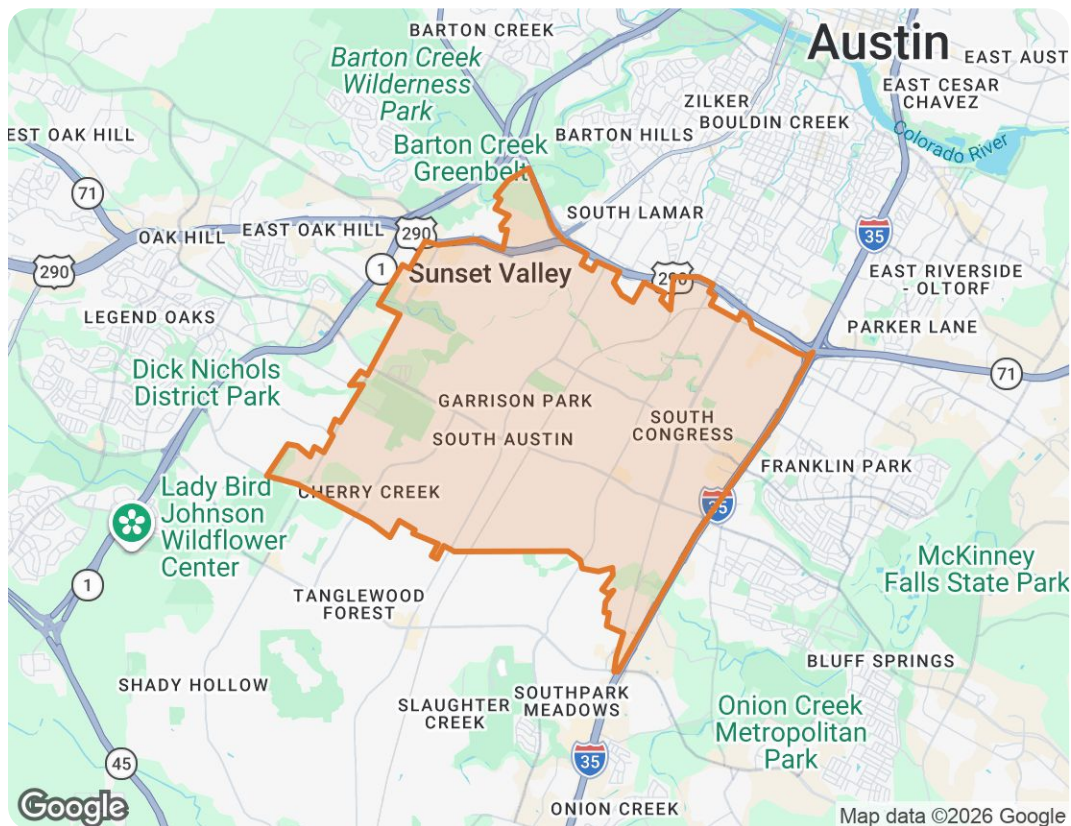 BARTON CREEK
Austin
EAST AUST
Barton Creek
Wilderness
Park
EAST CESAR
CHAVEZ
ZILKER
BOULDIN CREEK
EST OAK HILL
BARTON HILLS
Barton Creek
Greenbelt
Colorado River
71
SOUTH LAMAR
OAK HILL
EAST OAK HILL
290
35
290
1
Sunset Valley
290
EAST RIVERSIDE
- OLTORF
LEGEND OAKS
PARKER LANE
Dick Nichols
District Park
71
GARRISON PARK
SOUTH AUSTIN
SOUTH
CONGRESS
FRANKLIN PARK
CHERRY CREEK
35
Lady Bird
Johnson
Wildflower
Center
McKinney
Falls State Park
1
TANGLEWOOD
FOREST
BLUFF SPRINGS
SHADY HOLLOW
SLAUGHTER
CREEK
SOUTHPARK
MEADOWS
Onion Creek
Metropolitan
Park
45
35
ONION CREEK
Google
Map data ©2026 Google